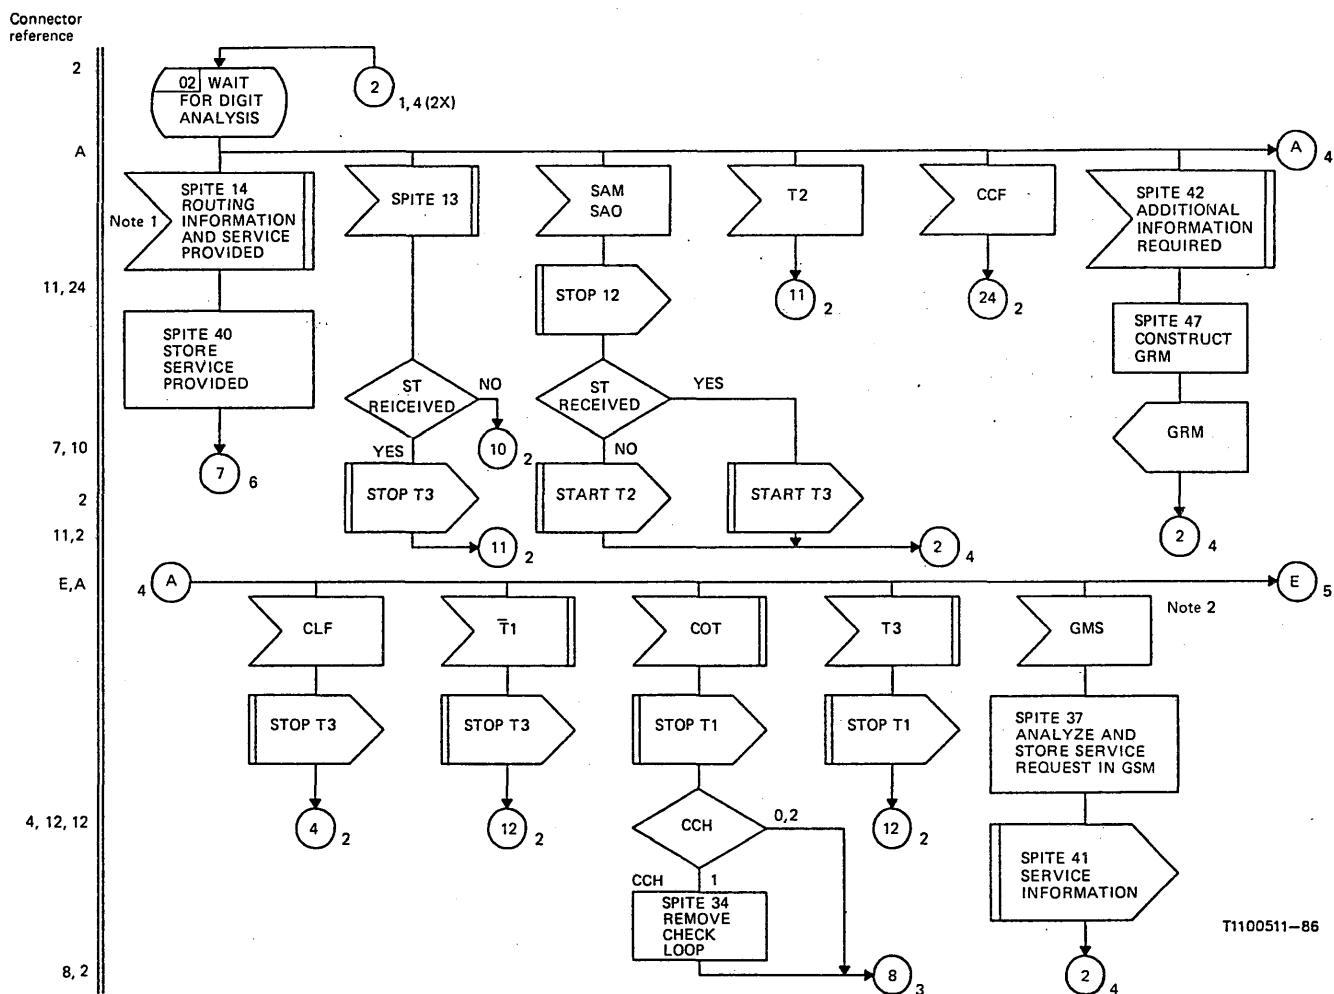 Connector
reference
2
02 WAIT
FOR DIGIT
ANALYSIS
2
1, 4 (2X)
A
A
4
Note 1
SPITE 14
ROUTING
INFORMATION
AND SERVICE
PROVIDED
SPITE 13
SAM
SAO
T2
CCF
SPITE 42
ADDITIONAL
INFORMATION
REQUIRED
11, 24
STOP 12
11
2
24
2
SPITE 40
STORE
SERVICE
PROVIDED
SPITE 47
CONSTRUCT
GRM
ST
REICEIVED
NO
ST
RECEIVED
YES
GRM
7, 10
7
6
YES
10
2
NO
2
STOP T3
START T2
START T3
11,2
11
2
2
4
2
4
E,A
4
A
E
5
Note 2
CLF
T̅1
COT
T3
GMS
STOP T3
STOP T3
STOP T1
STOP T1
SPITE 37
ANALYZE AND
STORE SERVICE
REQUEST IN GSM
4, 12, 12
4
2
12
2
CCH
0,2
12
2
SPITE 41
SERVICE
INFORMATION
CCH
1
SPITE 34
REMOVE
CHECK
LOOP
T1100511–86
8, 2
8
3
2
4